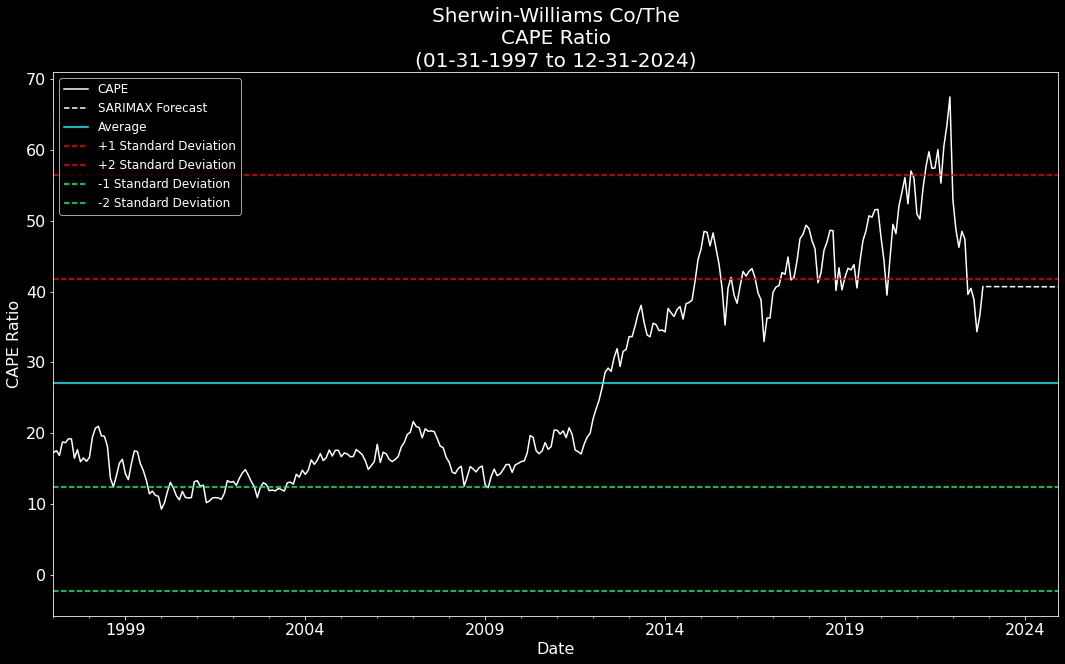 Sherwin-Williams Co/The
CAPE Ratio
(01-31-1997 to 12-31-2024)
CAPE
SARIMAX Forecast
Average
+1 Standard Deviation
+2 Standard Deviation
-1 Standard Deviation
-2 Standard Deviation
70
60
50
40
30
20
10
0
CAPE Ratio
1999 2004 2009 2014 2019 2024
Date